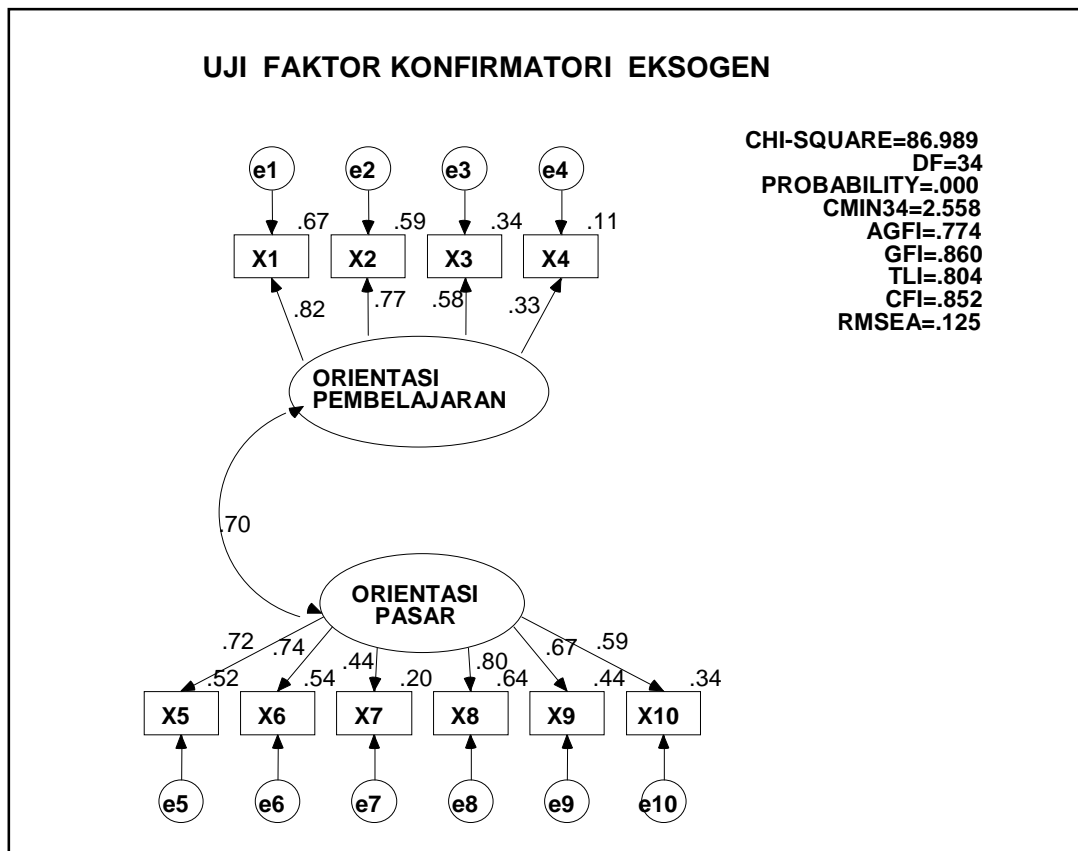 UJI FAKTOR KONFIRMATORI EKSOGEN
CHI-SQUARE=86.989
DF=34
PROBABILITY=.000
CMIN34=2.558
AGFI=.774
GFI=.860
TLI=.804
CFI=.852
RMSEA=.125
e1 e2 e3 e4
.67 .59 .34 .11
X1 X2 X3 X4
.82 .77 .58 .33
ORIENTASI
PEMBELAJARAN
.70
ORIENTASI
PASAR
.72 .74 .44 .80 .67 .59
.52 .54 .20 .64 .44 .34
X5 X6 X7 X8 X9 X10
e5 e6 e7 e8 e9 e10